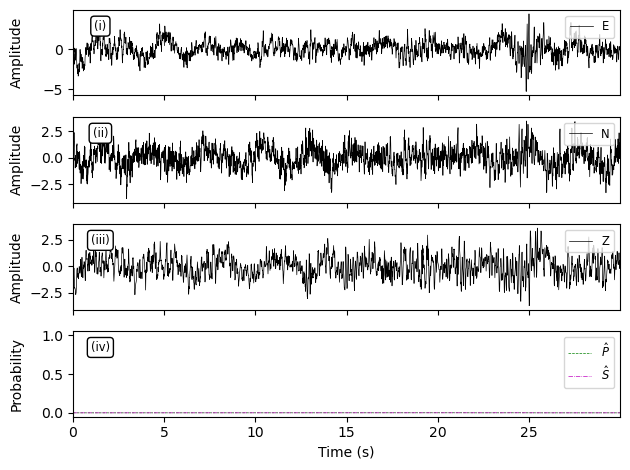 (i)
E
Amplitude
0
−5
(ii)
N
Amplitude
2.5
0.0
−2.5
(iii)
Z
Amplitude
2.5
0.0
−2.5
(iv)
P̂
Ŝ
Probability
1.0
0.5
0.0
0 5 10 15 20 25
Time (s)